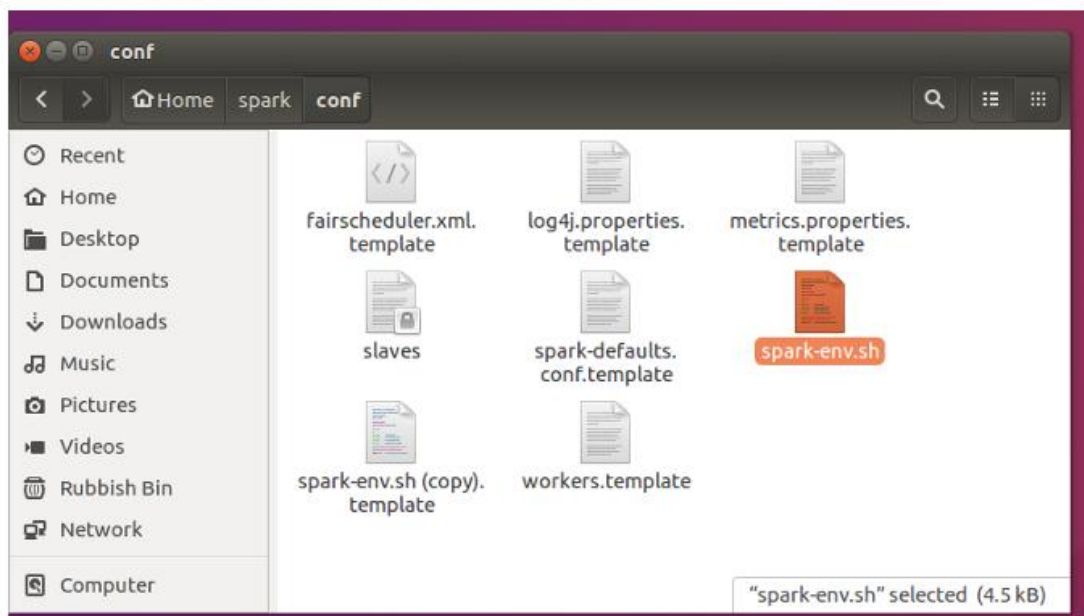 conf
Home spark conf
Recent
Home
Desktop
Documents
Downloads
Music
Pictures
Videos
Rubbish Bin
Network
Computer
fairscheduler.xml.
template
log4j.properties.
template
metrics.properties.
template
slaves
spark-defaults.
conf.template
spark-env.sh
spark-env.sh (copy).
template
workers.template
"spark-env.sh" selected (4.5 kB)